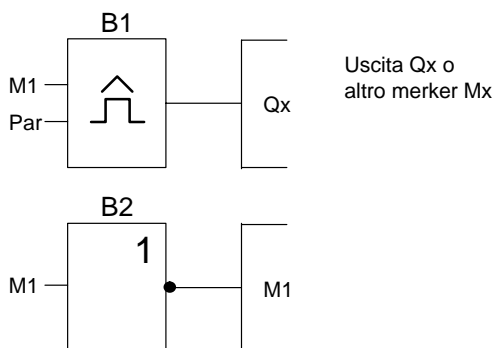 B1
M1
Par
Qx
Uscita Qx o
altro merker Mx
B2
1
M1
M1